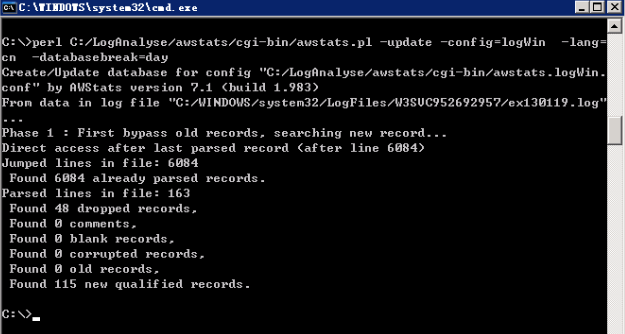 C:\WINDOWS\system32\cmd.exe
C:\>perl C:/LogAnalyse/awstats/cgi-bin/awstats.pl -update -config=logWin  -lang=
cn  -databasebreak=day
Create/Update database for config "C:/LogAnalyse/awstats/cgi-bin/awstats.logWin.
conf" by AWStats version 7.1 (build 1.983)
From data in log file "C:/WINDOWS/system32/LogFiles/W3SVC952692957/ex130119.log"
...
Phase 1 : First bypass old records, searching new record...
Direct access after last parsed record (after line 6084)
Jumped lines in file: 6084
 Found 6084 already parsed records.
Parsed lines in file: 163
 Found 48 dropped records,
 Found 0 comments,
 Found 0 blank records,
 Found 0 corrupted records,
 Found 0 old records,
 Found 115 new qualified records.
C:\>_